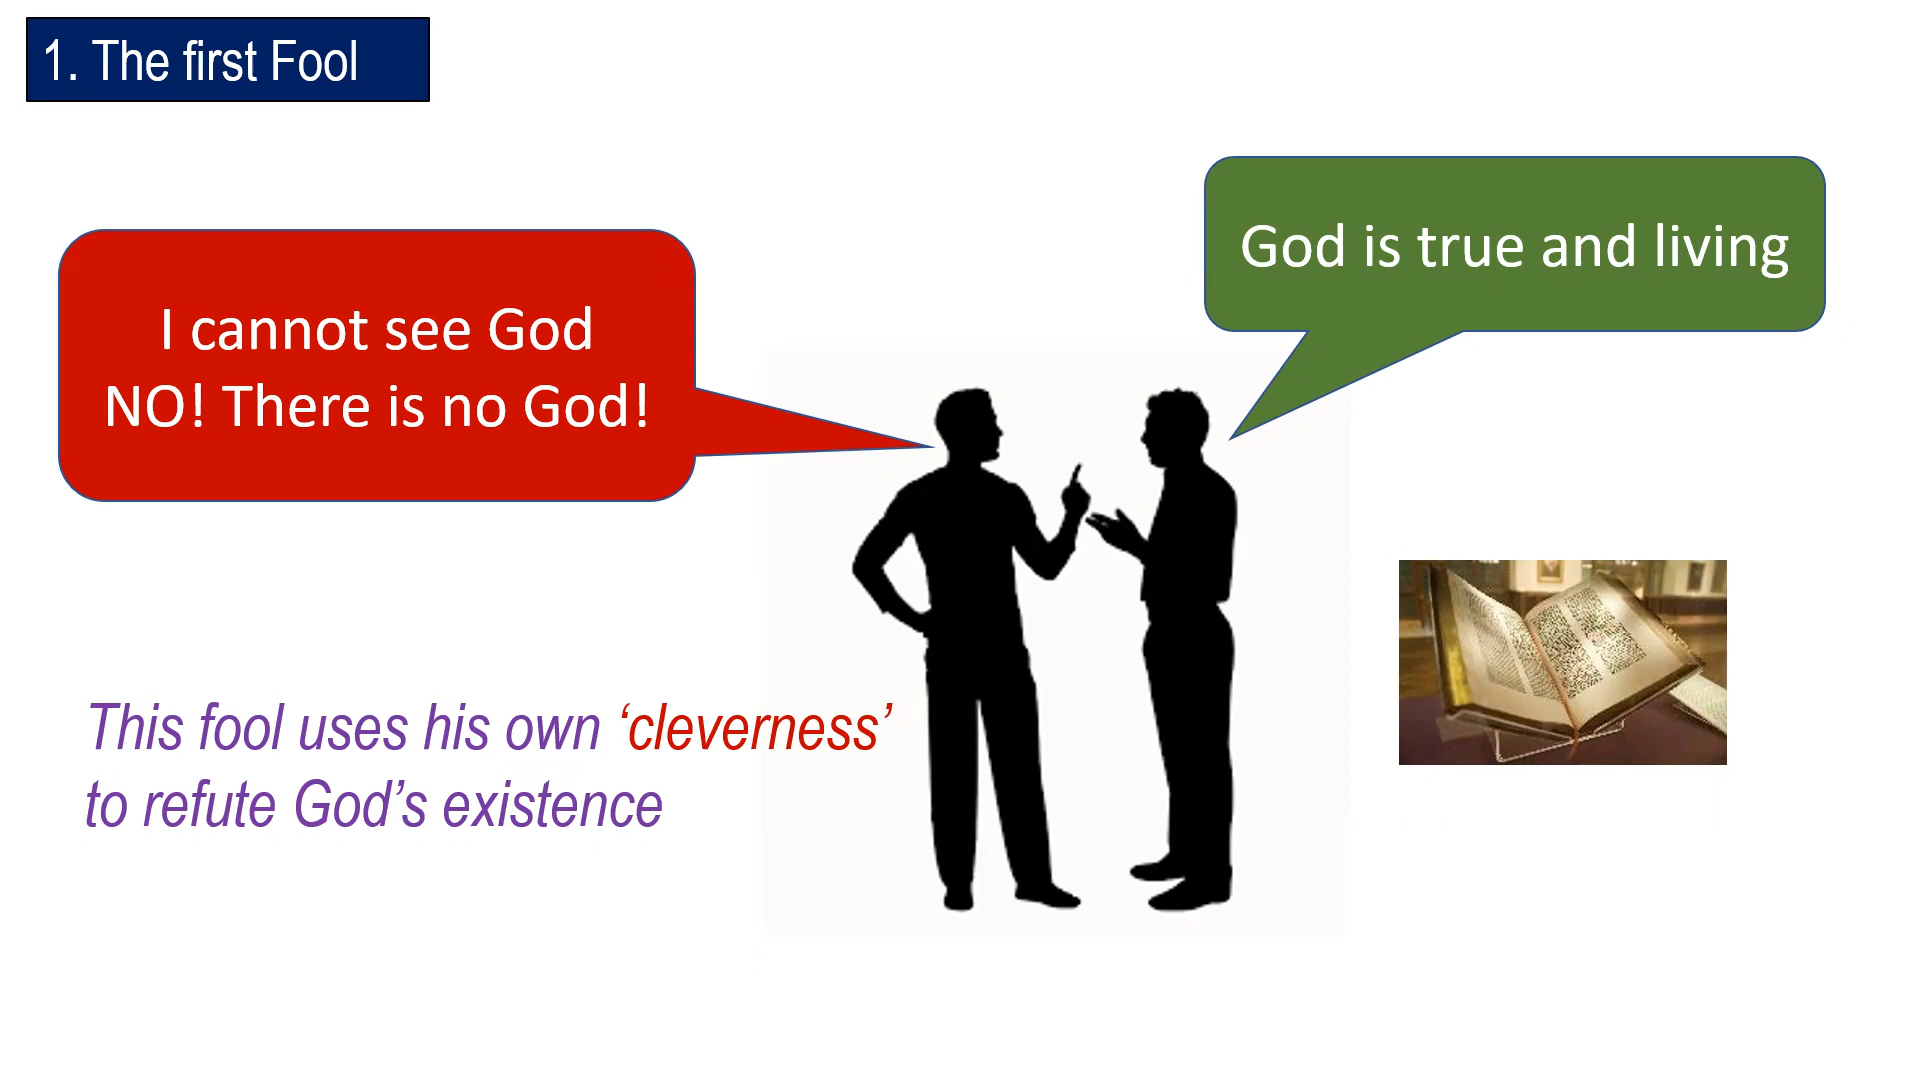 1. The first Fool
God is true and living
I cannot see God
NO! There is no God!
This fool uses his own ‘cleverness’
to refute God’s existence